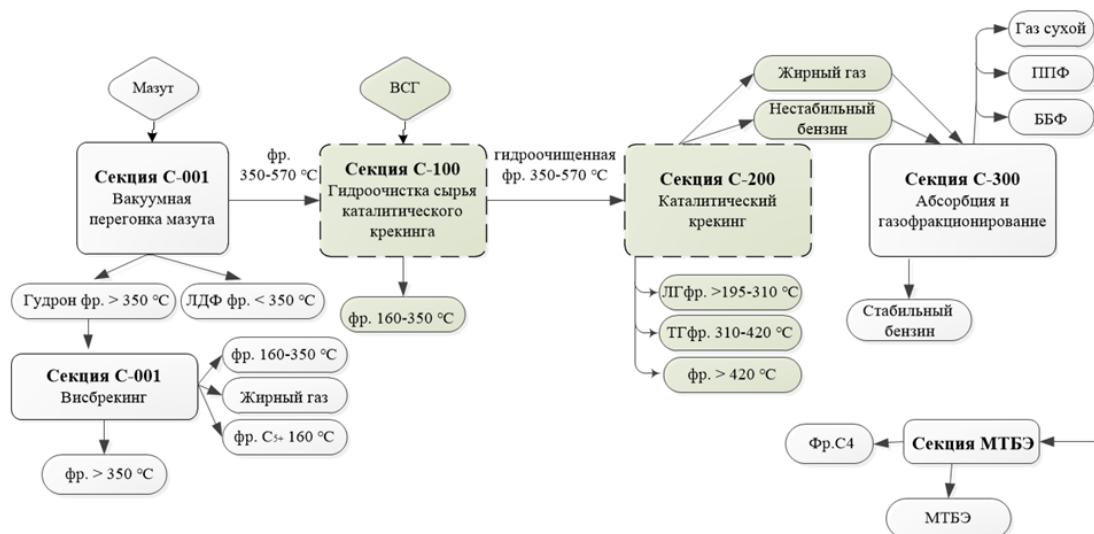 Мазут
ВСГ
Жирный газ
Нестабильный
бензин
Газ сухой
ППФ
ББФ
Секция С-001
Вакуумная
перегонка мазута
фр.
350-570 °С
Секция С-100
Гидроочистка сырья
каталитического
крекинга
гидроочищенная
фр. 350-570 °С
Секция С-200
Каталитический
крекинг
Секция С-300
Абсорбция и
газофракционирование
Гудрон фр. > 350 °С
ЛДФ фр. < 350 °С
фр. 160-350 °С
ЛГфр. >195-310 °С
ТГфр. 310-420 °С
фр. > 420 °С
Стабильный
бензин
Секция С-001
Висбрекинг
фр. 160-350 °С
Жирный газ
фр. С5+ 160 °С
фр. > 350 °С
Фр.С4
Секция МТБЭ
МТБЭ